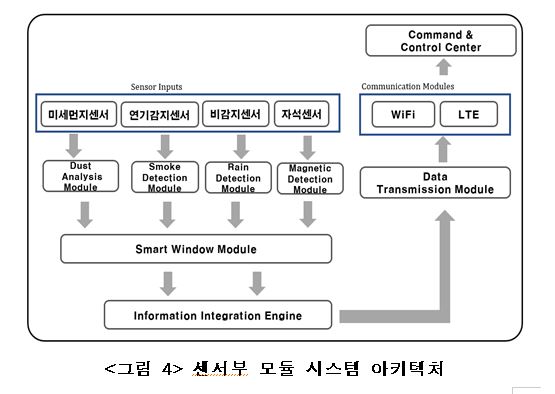 Command &
Control Center
Sensor Inputs
Communication Modules
미세먼지센서
연기감지센서
비감지센서
자석센서
WiFi
LTE
Dust
Analysis
Module
Smoke
Detection
Module
Rain
Detection
Module
Magnetic
Detection
Module
Data
Transmission Module
Smart Window Module
Information Integration Engine
<그림 4> 센서부 모듈 시스템 아키텍처